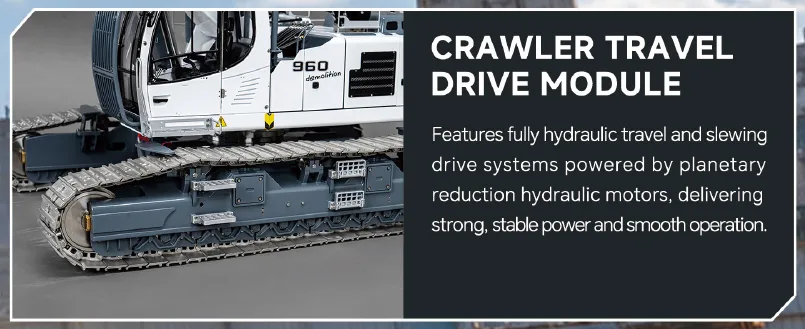 960
demolition
CRAWLER TRAVEL
DRIVE MODULE
Features fully hydraulic travel and slewing
drive systems powered by planetary
reduction hydraulic motors, delivering
strong, stable power and smooth operation.